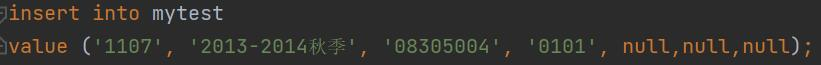 insert into mytest
value ('1107', '2013-2014秋季', '08305004', '0101', null,null,null);